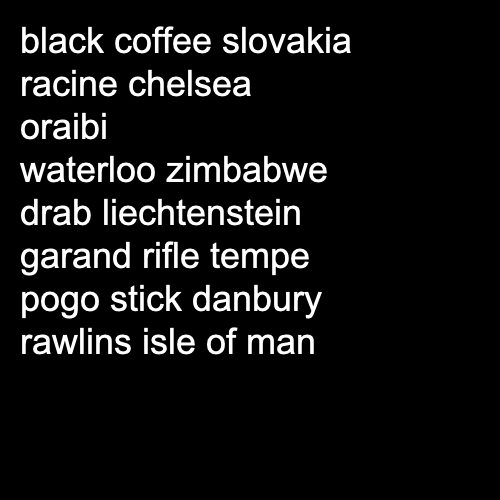 black coffee slovakia
racine chelsea
oraibi
waterloo zimbabwe
drab liechtenstein
garand rifle tempe
pogo stick danbury
rawlins isle of man